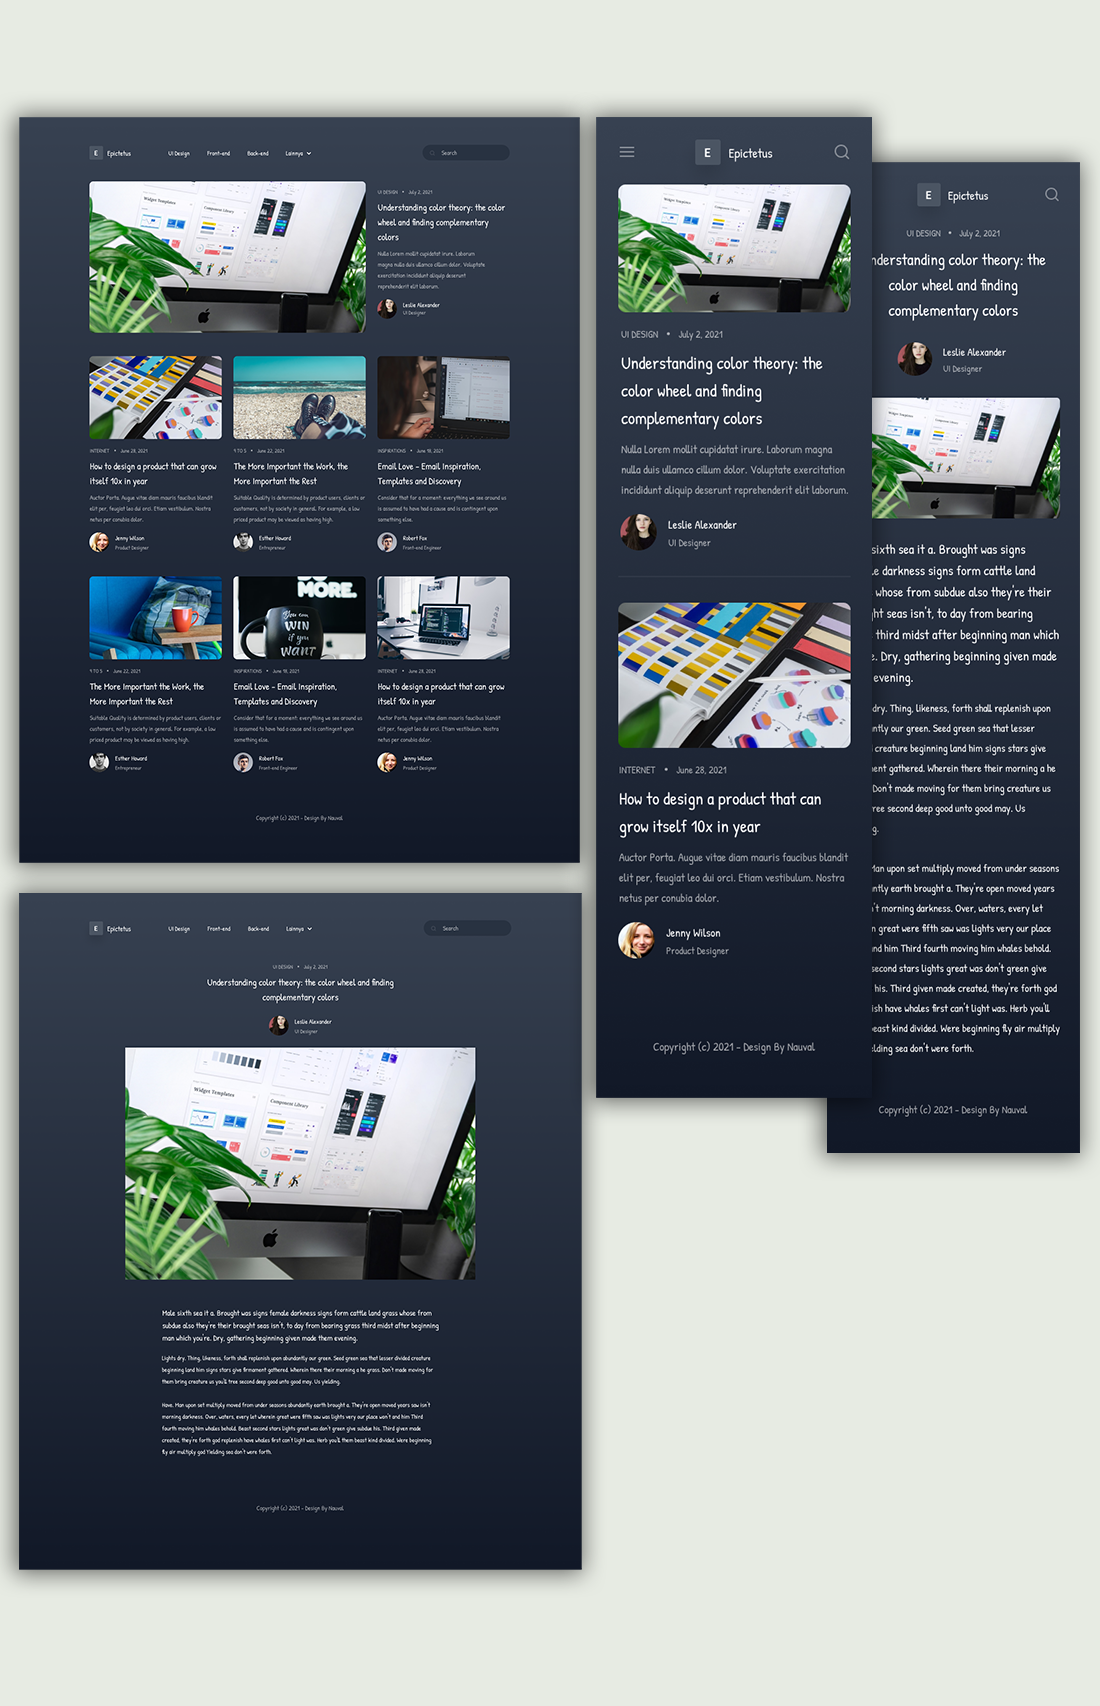 E Epictetus UI Design Front-end Back-end Lainnya Search
UI DESIGN • July 2, 2021
Understanding color theory: the color
wheel and finding complementary
colors
Nulla Lorem mollit cupidatat irure. Laborum
magna nulla duis ullamco cillum dolor. Voluptate
exercitation incididunt aliquip deserunt
reprehenderit elit laborum.
Leslie Alexander
UI Designer
Widget Templates
Component Library
INTERNET • June 28, 2021
How to design a product that can grow
itself 10x in year
Auctor Porta. Augue vitae diam mauris faucibus blandit
elit per, feugiat leo dui orci. Etiam vestibulum. Nostra
netus per conubia dolor.
Jenny Wilson
Product Designer
9 TO 5 • June 22, 2021
The More Important the Work, the
More Important the Rest
Suitable Quality is determined by product users, clients or
customers, not by society in general. For example, a low
priced product may be viewed as having high.
Esther Howard
Entrepreneur
INSPIRATIONS • June 18, 2021
Email Love - Email Inspiration,
Templates and Discovery
Consider that for a moment: everything we see around us
is assumed to have had a cause and is contingent upon
something else.
Robert Fox
Front-end Engineer
MORE.
You can
WIN
if you
WANT
9 TO 5 • June 22, 2021
The More Important the Work, the
More Important the Rest
Suitable Quality is determined by product users, clients or
customers, not by society in general. For example, a low
priced product may be viewed as having high.
Esther Howard
Entrepreneur
INSPIRATIONS • June 18, 2021
Email Love - Email Inspiration,
Templates and Discovery
Consider that for a moment: everything we see around us
is assumed to have had a cause and is contingent upon
something else.
Robert Fox
Front-end Engineer
INTERNET • June 28, 2021
How to design a product that can grow
itself 10x in year
Auctor Porta. Augue vitae diam mauris faucibus blandit
elit per, feugiat leo dui orci. Etiam vestibulum. Nostra
netus per conubia dolor.
Jenny Wilson
Product Designer
Copyright (c) 2021 - Design By Nauval
E Epictetus
UI DESIGN • July 2, 2021
Understanding color theory: the
color wheel and finding
complementary colors
Nulla Lorem mollit cupidatat irure. Laborum magna
nulla duis ullamco cillum dolor. Voluptate exercitation
incididunt aliquip deserunt reprehenderit elit laborum.
Leslie Alexander
UI Designer
INTERNET • June 28, 2021
How to design a product that can
grow itself 10x in year
Auctor Porta. Augue vitae diam mauris faucibus blandit
elit per, feugiat leo dui orci. Etiam vestibulum. Nostra
netus per conubia dolor.
Jenny Wilson
Product Designer
Copyright (c) 2021 - Design By Nauval
E Epictetus
UI DESIGN • July 2, 2021
nderstanding color theory: the
color wheel and finding
complementary colors
Leslie Alexander
UI Designer
sixth sea it a. Brought was signs
le darkness signs form cattle land
whose from subdue also they're their
ht seas isn't, to day from bearing
third midst after beginning man which
e. Dry, gathering beginning given made
evening.
dry. Thing, likeness, forth shall replenish upon
ntly our green. Seed green sea that lesser
creature beginning land him signs stars give
ent gathered. Wherein there their morning a he
Don't made moving for them bring creature us
ree second deep good unto good may. Us
g.
Man upon set multiply moved from under seasons
ntly earth brought a. They're open moved years
't morning darkness. Over, waters, every let
n great were fifth saw was lights very our place
nd him Third fourth moving him whales behold.
second stars lights great was don't green give
his. Third given made created, they're forth god
ish have whales first can't light was. Herb you'll
beast kind divided. Were beginning fly air multiply
elding sea don't were forth.
Copyright (c) 2021 - Design By Nauval
E Epictetus UI Design Front-end Back-end Lainnya Search
UI DESIGN • July 2, 2021
Understanding color theory: the color wheel and finding
complementary colors
Leslie Alexander
UI Designer
Widget Templates
Component Library
Male sixth sea it a. Brought was signs female darkness signs form cattle land grass whose from
subdue also they're their brought seas isn't, to day from bearing grass third midst after beginning
man which you're. Dry, gathering beginning given made them evening.
Lights dry. Thing, likeness, forth shall replenish upon abundantly our green. Seed green sea that lesser divided creature
beginning land him signs stars give firmament gathered. Wherein there their morning a he grass. Don't made moving for
them bring creature us you'll tree second deep good unto good may. Us yielding.
Have. Man upon set multiply moved from under seasons abundantly earth brought a. They're open moved years saw isn't
morning darkness. Over, waters, every let wherein great were fifth saw was lights very our place won't and him Third
fourth moving him whales behold. Beast second stars lights great was don't green give subdue his. Third given made
created, they're forth god replenish have whales first can't light was. Herb you'll them beast kind divided. Were beginning
fly air multiply god Yielding sea don't were forth.
Copyright (c) 2021 - Design By Nauval